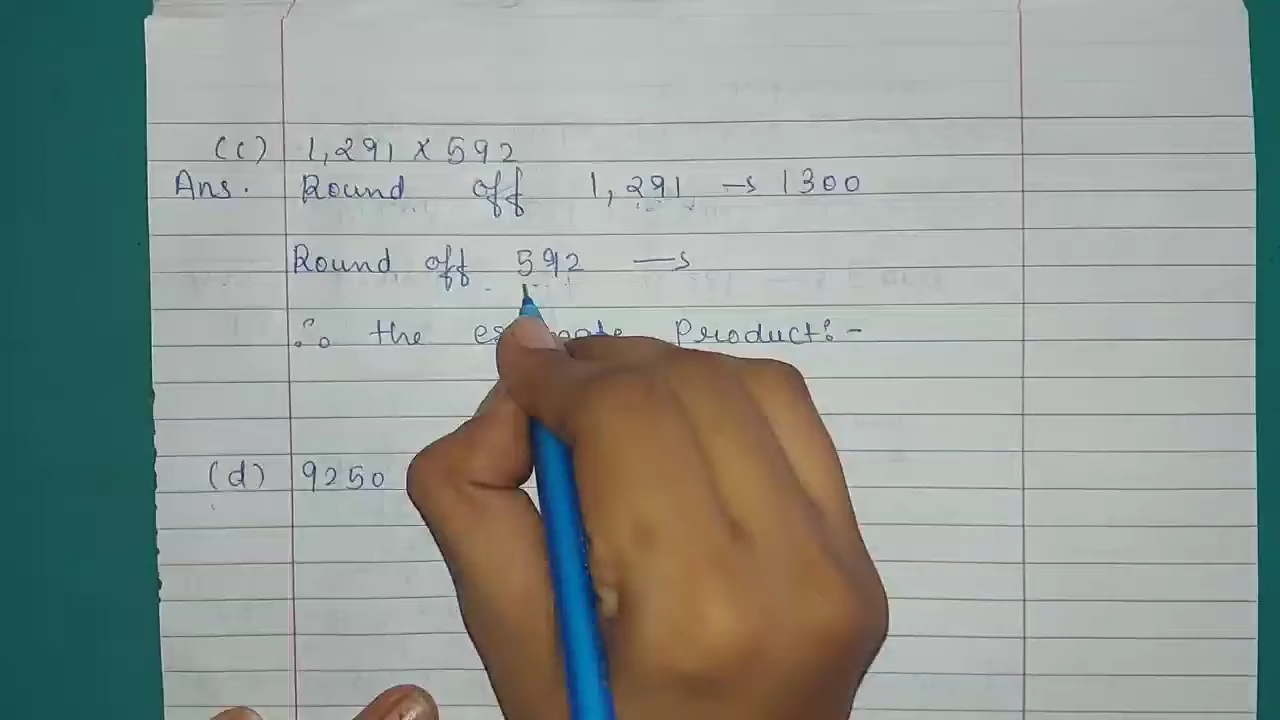 (c) 1,291 x 592
Ans. Round off 1,291 → 1300
Round off 592 →
∴ the Product:-
(d) 9250